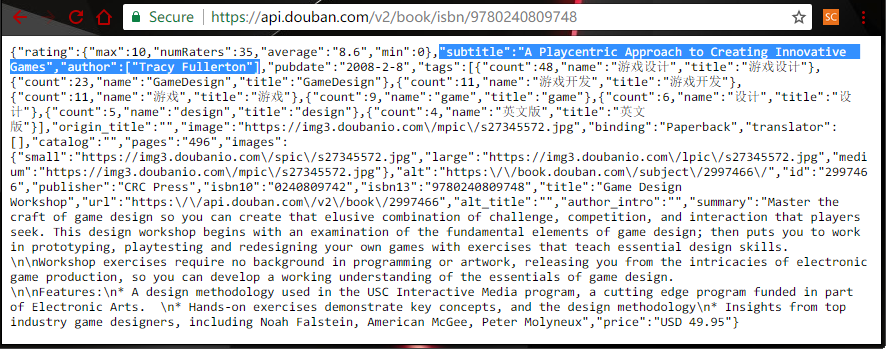 Secure https://api.douban.com/v2/book/isbn/9780240809748
SC
{"rating":{"max":10,"numRaters":35,"average":"8.6","min":0},"subtitle":"A Playcentric Approach to Creating Innovative
Games","author":["Tracy Fullerton"],"pubdate":"2008-2-8","tags":[{"count":48,"name":"游戏设计","title":"游戏设计"},
{"count":23,"name":"GameDesign","title":"GameDesign"},{"count":11,"name":"游戏开发","title":"游戏开发"},
{"count":11,"name":"游戏","title":"游戏"},{"count":9,"name":"game","title":"game"},{"count":6,"name":"设计","title":"设
计"},{"count":5,"name":"design","title":"design"},{"count":4,"name":"英文版","title":"英文
版"}],"origin_title":"","image":"https://img3.doubanio.com\/mpic\/s27345572.jpg","binding":"Paperback","translator":
[],"catalog":"","pages":"496","images":
{"small":"https://img3.doubanio.com\/spic\/s27345572.jpg","large":"https://img3.doubanio.com\/lpic\/s27345572.jpg","med
ium":"https://img3.doubanio.com\/mpic\/s27345572.jpg"},"alt":"https:\/\/book.douban.com\/subject\/2997466\/","id":"299746
6","publisher":"CRC Press","isbn10":"0240809742","isbn13":"9780240809748","title":"Game Design
Workshop","url":"https:\/\/api.douban.com\/v2\/book\/2997466","alt_title":"","author_intro":"","summary":"Master the
craft of game design so you can create that elusive combination of challenge, competition, and interaction that players
seek. This design workshop begins with an examination of the fundamental elements of game design; then puts you to work
in prototyping, playtesting and redesigning your own games with exercises that teach essential design skills.
\n\nWorkshop exercises require no background in programming or artwork, releasing you from the intricacies of electronic
game production, so you can develop a working understanding of the essentials of game design.
\n\nFeatures:\n* A design methodology used in the USC Interactive Media program, a cutting edge program funded in part
of Electronic Arts.  \n* Hands-on exercises demonstrate key concepts, and the design methodology\n* Insights from top
industry game designers, including Noah Falstein, American McGee, Peter Molyneux","price":"USD 49.95"}